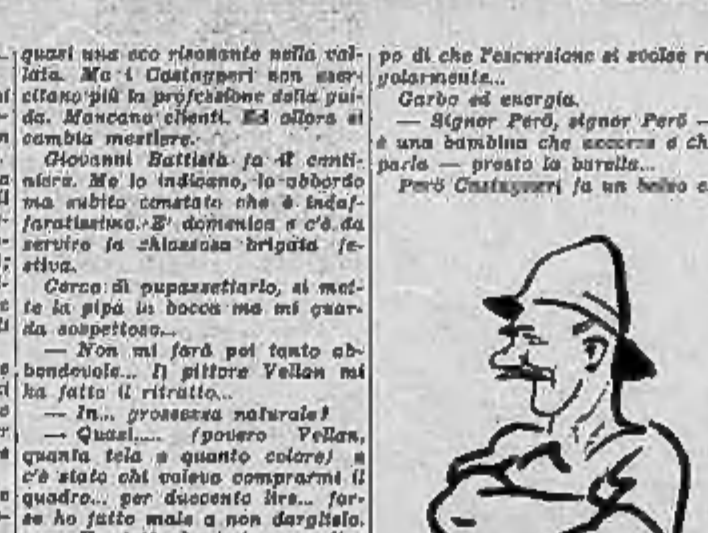 quasi una eco risonante nella val-
lata. Ma i Castagneri non eser-
citano più la professione della gui-
da. Mancano clienti. Ed allora si
cambia mestiere.
Giovanni Battista fa il canti-
niere. Me lo indicano, lo abbordo
ma subito constato che è indaf-
faratissimo. E' domenica e c'è da
servire la chiassosa brigata fe-
stiva.
Cerco di pupazzettarlo, si met-
te la pipa in bocca ma mi guar-
da sospettoso...
— Non mi farà poi tanto ab-
bondevole... Il pittore Vellan mi
ha fatto il ritratto...
— In... grossezza naturale?
— Quasi..... (povero Vellan,
quanta tela e quanto colore) e
c'è stato chi voleva comprarmi il
quadro... per duecento lire... for-
se ho fatto male a non darglielo.
po di che l'escursione si svolse re
golarmente...
Garbo ed energia.
— Signor Però, signor Però —
è una bambina che accorre e ch
parla — presto la barella...
Però Castagneri fa un balzo e